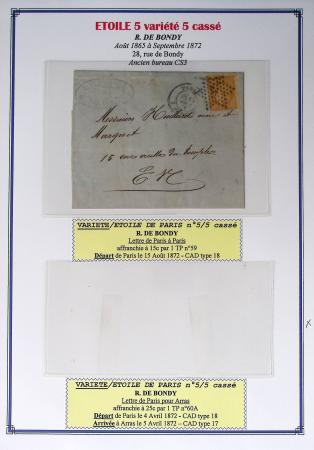 ETOILE 5 variété 5 cassé
R. DE BONDY
Août 1865 à Septembre 1872
28, rue de Bondy
Ancien bureau CS3
Messieurs
15
E V
VARIETE/ETOILE DE PARIS n°5/5 cassé
R. DE BONDY
Lettre de Paris à Paris
affranchie à 15c par 1 TP n°59
Départ de Paris le 15 Août 1872 - CAD type 18
VARIETE/ETOILE DE PARIS n°5/5 cassé
R. DE BONDY
Lettre de Paris pour Arras
affranchie à 25c par 1 TP n°60A
Départ de Paris le 4 Avril 1872 - CAD type 18
Arrivée à Arras le 5 Avril 1872 - CAD type 17